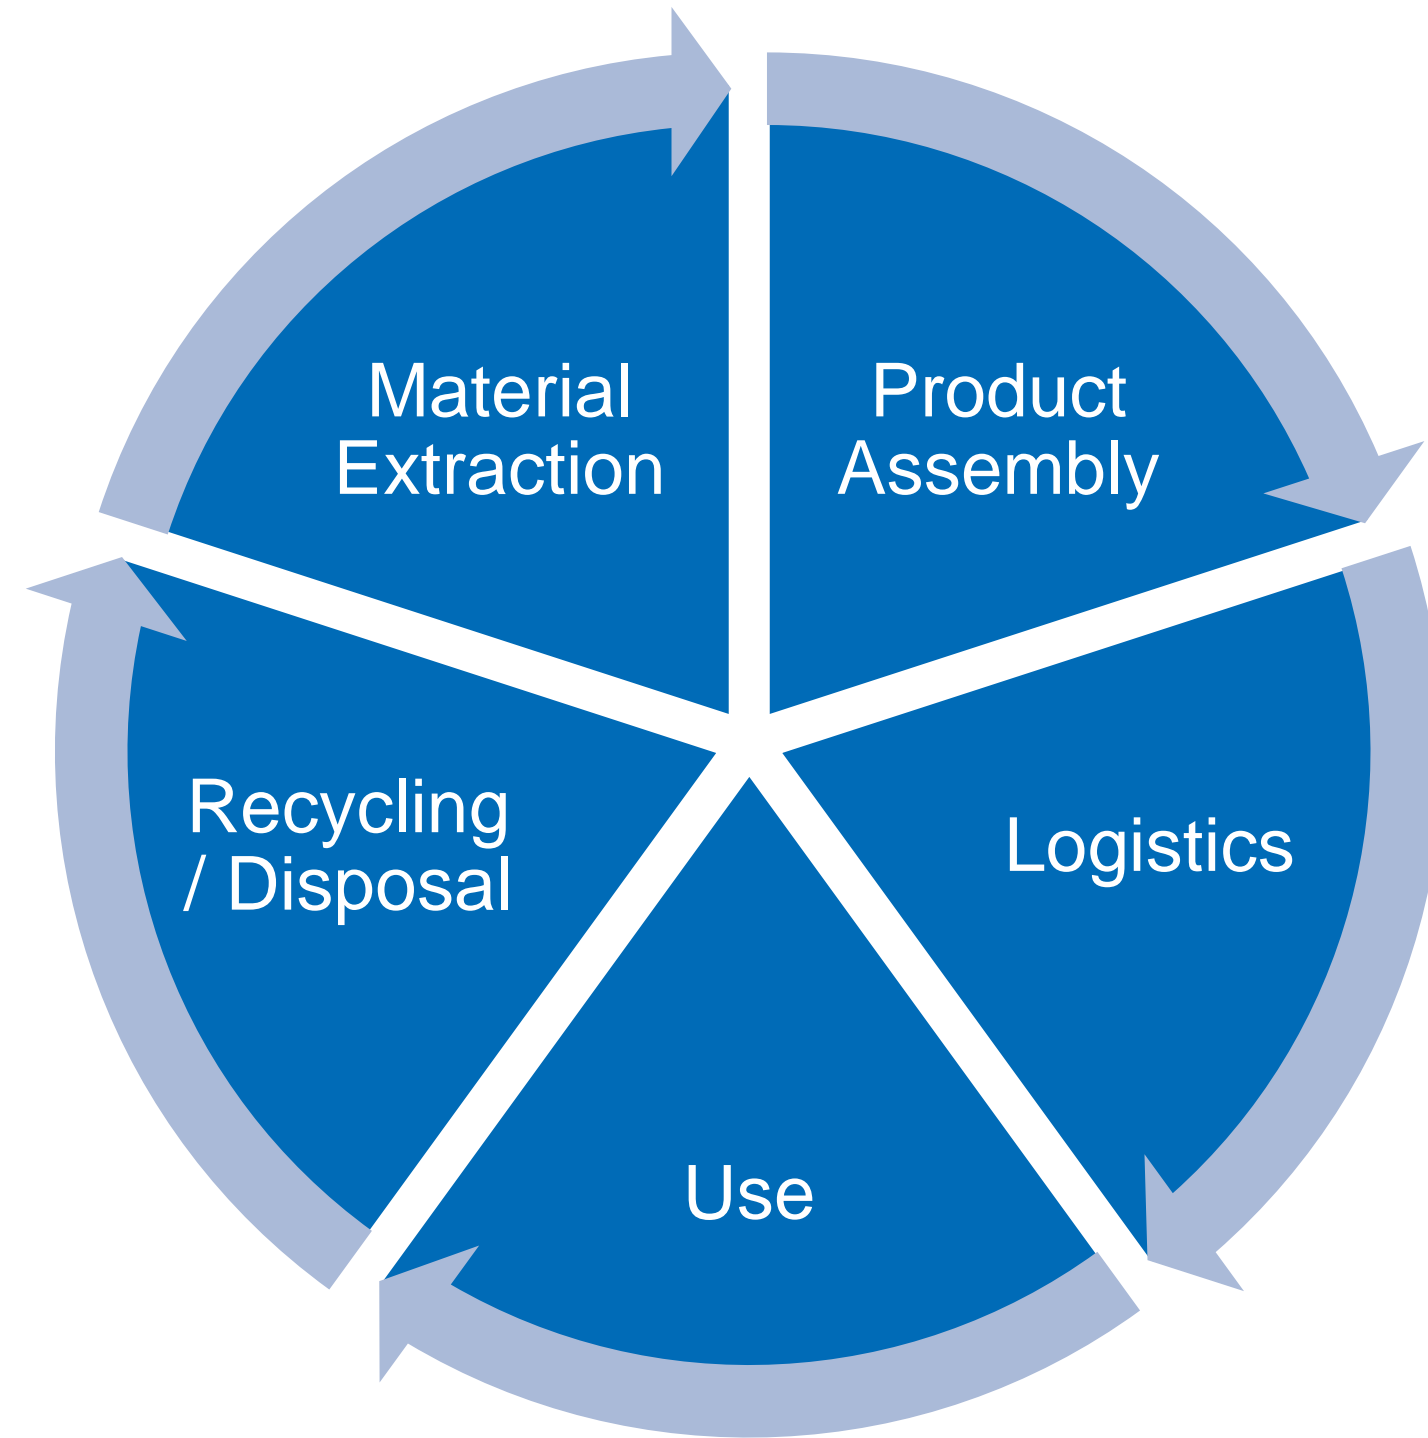 Material
Extraction
Product
Assembly
Logistics
Use
Recycling
/ Disposal